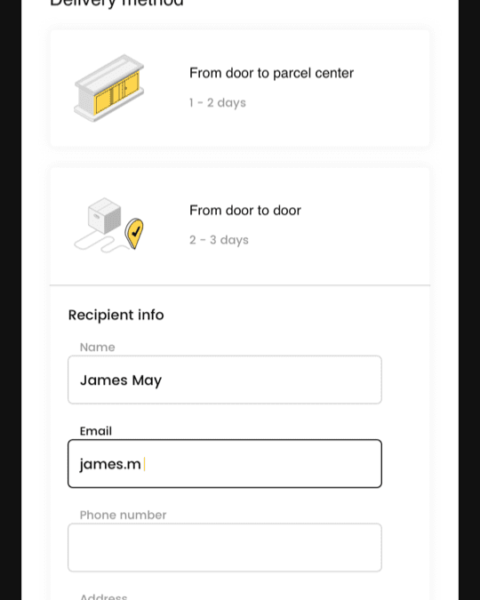 Delivery method
From door to parcel center
1 - 2 days
From door to door
2 - 3 days
Recipient info
Name
James May
Email
james.m
Phone number
Address